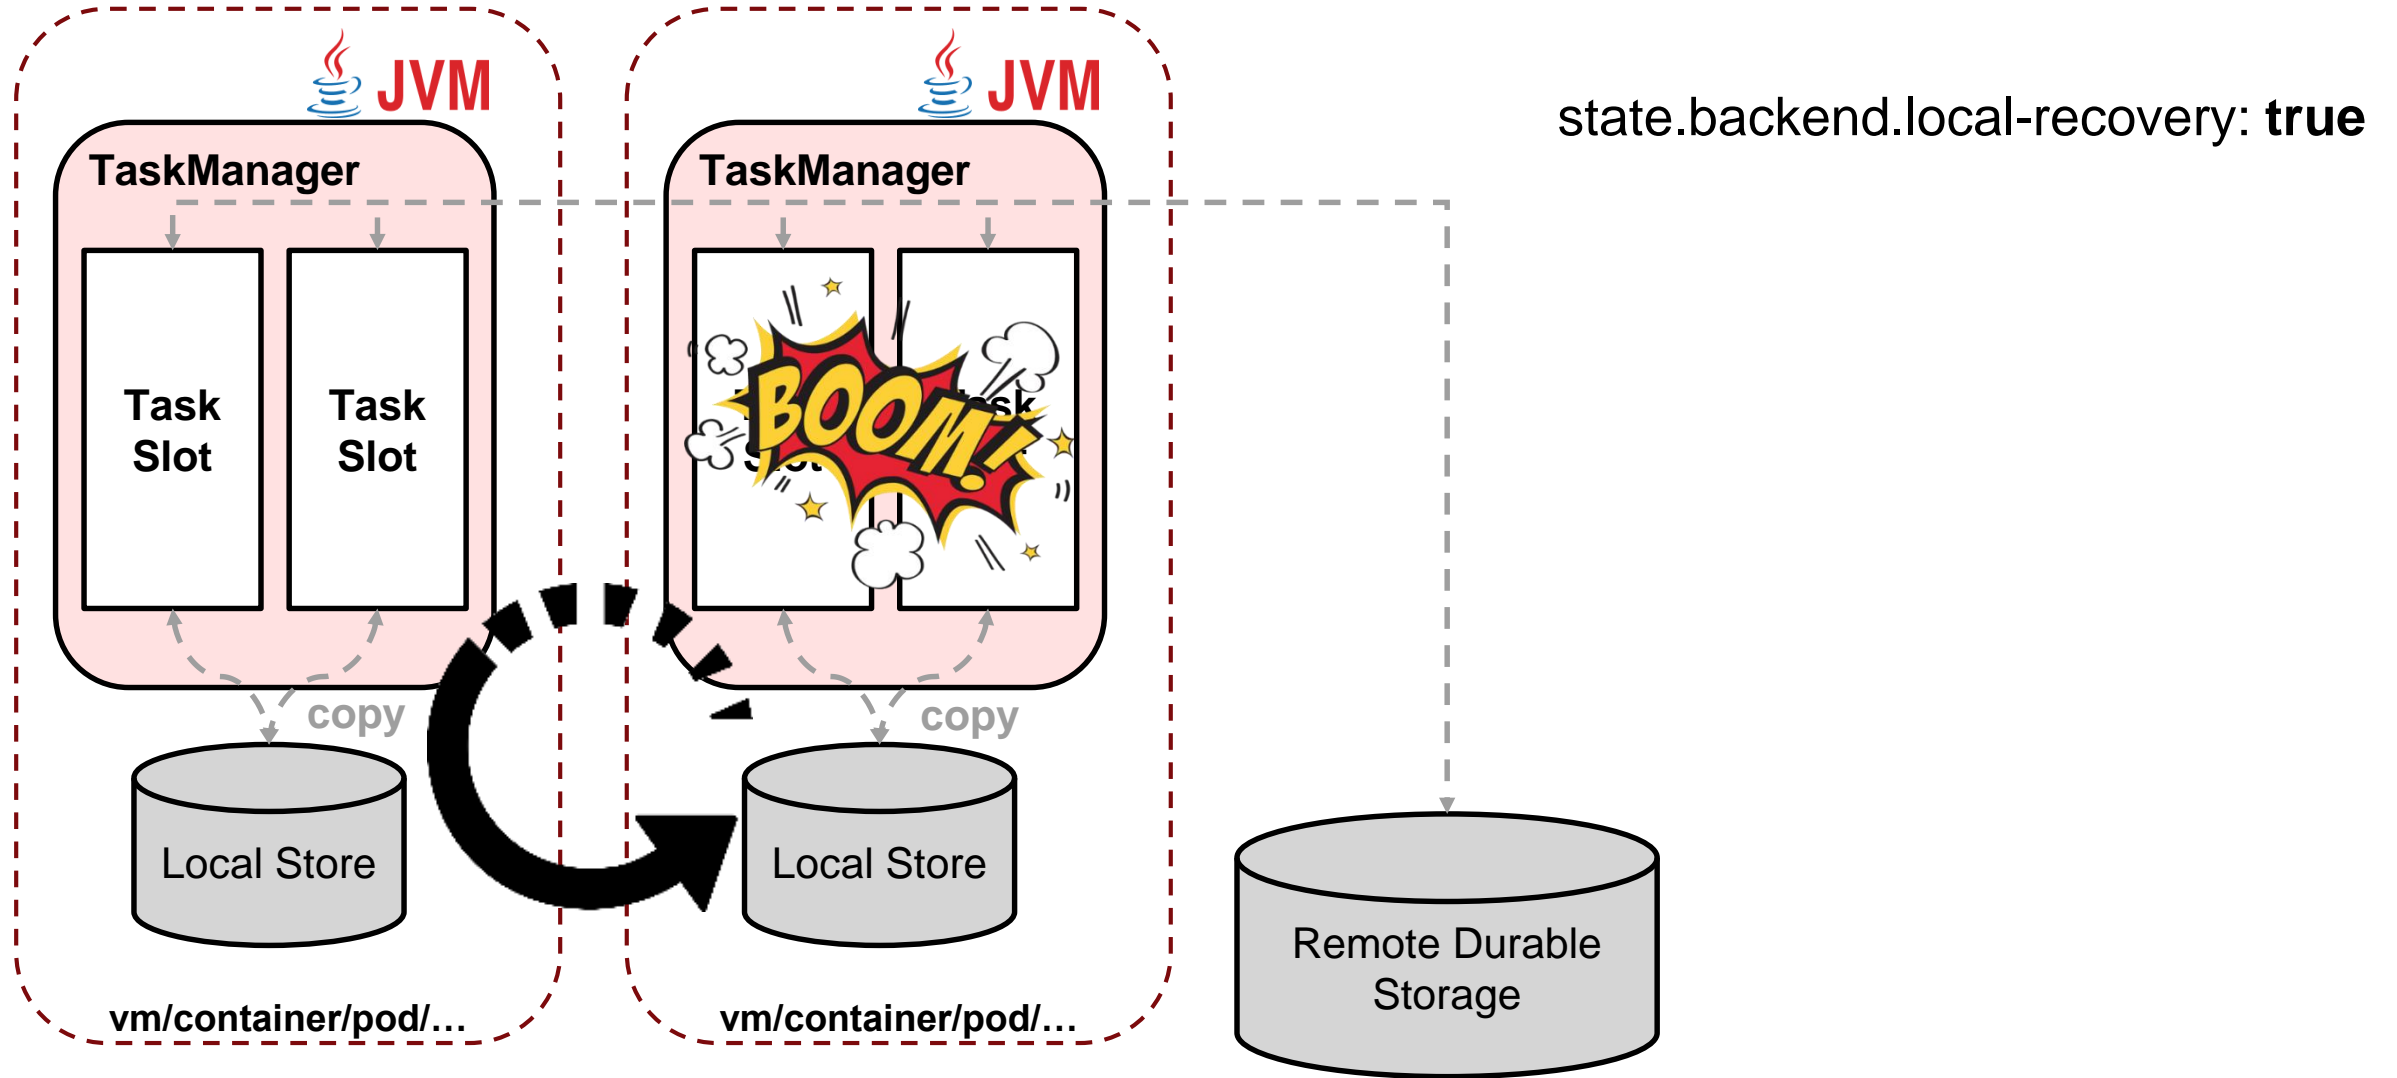 JVM
JVM
state.backend.local-recovery: true
TaskManager
TaskManager
Task
Slot
Task
Slot
BOOM!
copy
copy
Local Store
Local Store
Remote Durable
Storage
vm/container/pod/…
vm/container/pod/…